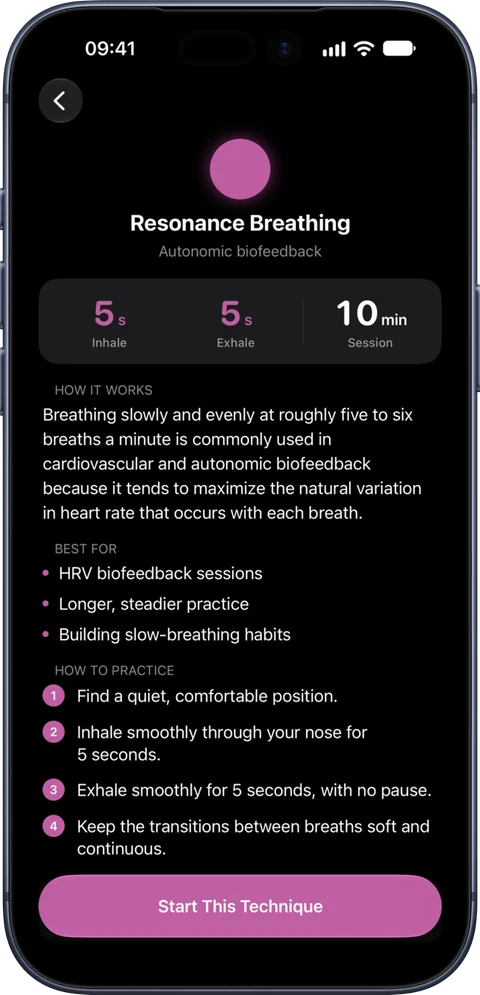 09:41
Resonance Breathing
Autonomic biofeedback
5 s 5 s 10 min
Inhale Exhale Session
HOW IT WORKS
Breathing slowly and evenly at roughly five to six
breaths a minute is commonly used in
cardiovascular and autonomic biofeedback
because it tends to maximize the natural variation
in heart rate that occurs with each breath.
BEST FOR
• HRV biofeedback sessions
• Longer, steadier practice
• Building slow-breathing habits
HOW TO PRACTICE
1 Find a quiet, comfortable position.
2 Inhale smoothly through your nose for
5 seconds.
3 Exhale smoothly for 5 seconds, with no pause.
4 Keep the transitions between breaths soft and
continuous.
Start This Technique